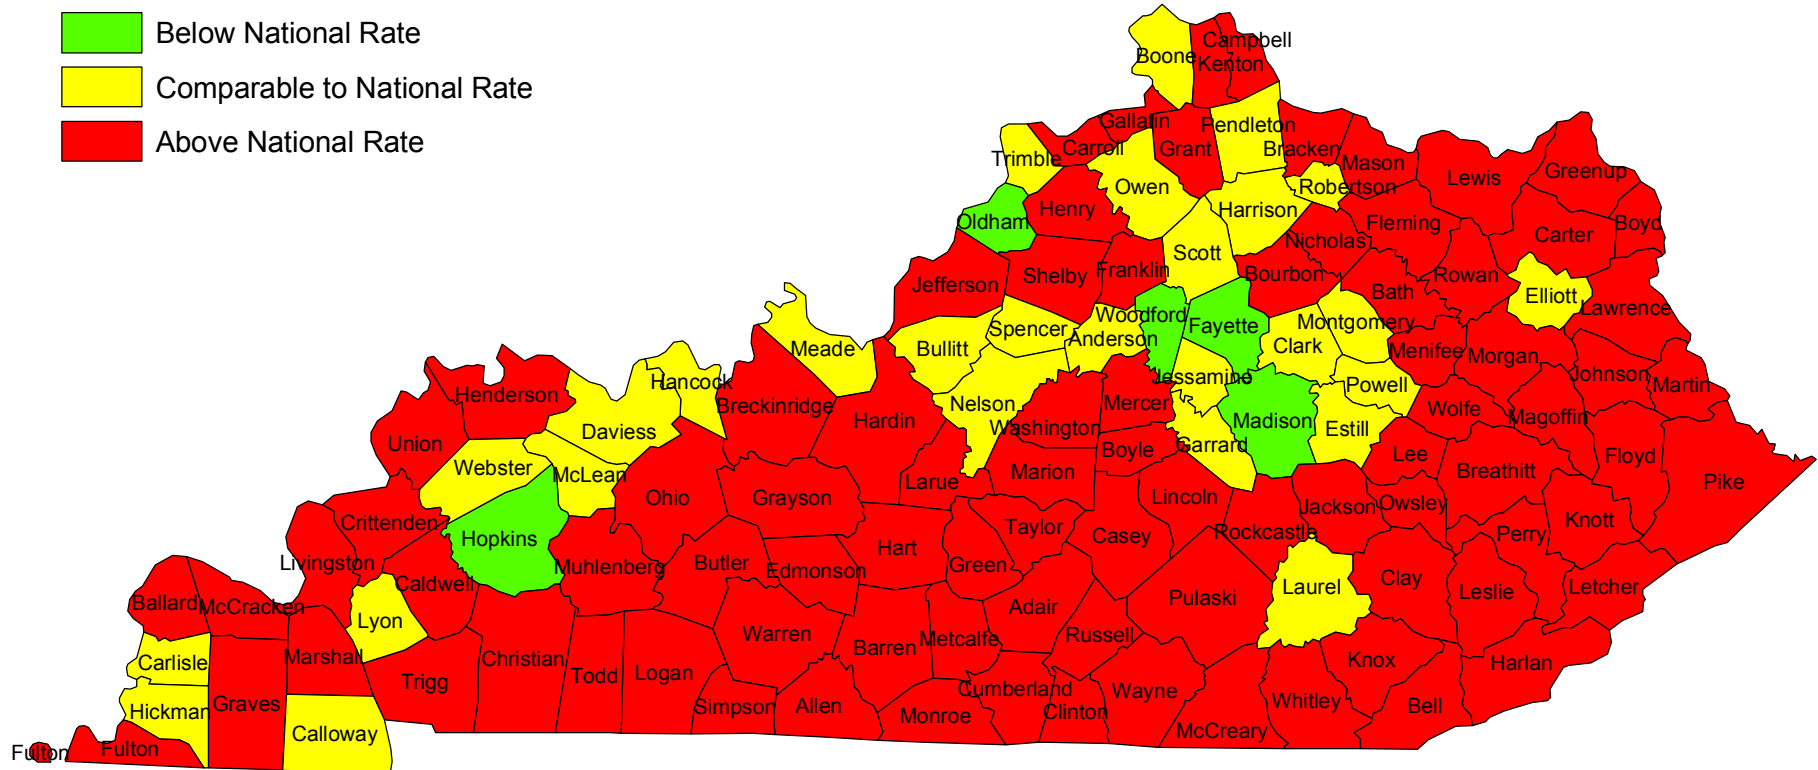 Below National Rate
Comparable to National Rate
Above National Rate
Boone
Campbell
Kenton
Gallatin
Pendleton
Carroll
Grant
Bracken
Trimble
Mason
Owen
Robertson
Lewis
Greenup
Oldham
Henry
Harrison
Fleming
Boyd
Nicholas
Carter
Scott
Jefferson
Shelby
Franklin
Bourbon
Rowan
Bath
Elliott
Lawrence
Woodford
Spencer
Fayette
Montgomery
Anderson
Meade
Bullitt
Clark
Menifee
Morgan
Jessamine
Hancock
Johnson
Martin
Powell
Henderson
Breckinridge
Nelson
Mercer
Wolfe
Magoffin
Daviess
Hardin
Washington
Madison
Estill
Union
Garrard
Boyle
Lee
Floyd
Webster
McLean
Marion
Breathitt
Larue
Pike
Ohio
Grayson
Lincoln
Jackson
Owsley
Crittenden
Knott
Taylor
Rockcastle
Perry
Hopkins
Casey
Hart
Livingston
Muhlenberg
Butler
Edmonson
Green
Caldwell
Clay
Laurel
Leslie
Letcher
Ballard
McCracken
Adair
Pulaski
Lyon
Warren
Metcalfe
Russell
Carlisle
Marshall
Christian
Barren
Knox
Harlan
Todd
Logan
Trigg
Cumberland
Wayne
Graves
Hickman
Simpson
Allen
Monroe
Clinton
Whitley
Bell
Calloway
McCreary
Fulton
Fulton